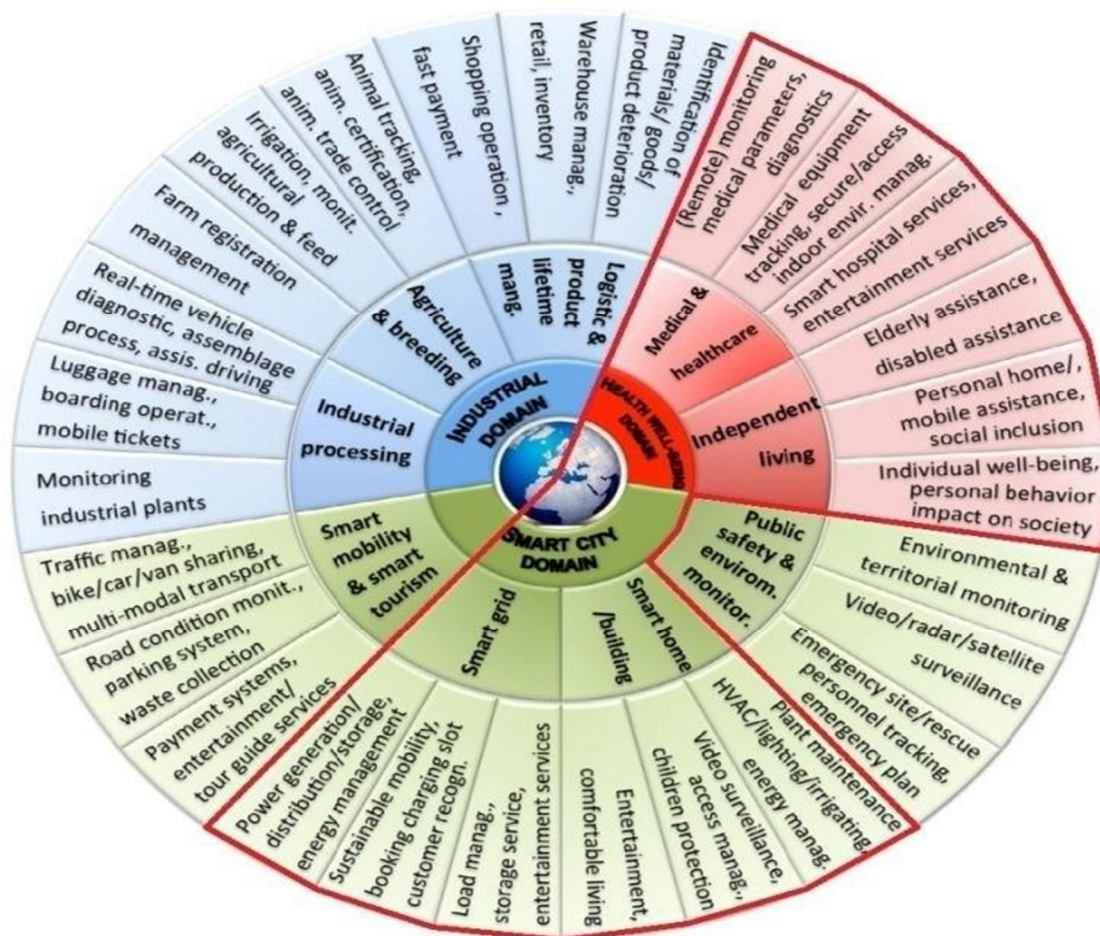 INDUSTRIAL
DOMAIN
HEALTH WELL-BEING
DOMAIN
SMART CITY
DOMAIN
Logistic &
product
lifetime
mang.
Agriculture
& breeding
Industrial
processing
Medical &
healthcare
Independent
living
Public
safety &
envirom.
monitor.
Smart home
/building
Smart grid
Smart
mobility
& smart
tourism
Identification of
materials/ goods/
product deterioration
Warehouse manag.,
retail, inventory
Shopping operation ,
fast payment
Animal tracking,
anim. certification,
anim. trade control
Irrigation, monit.
agricultural
production & feed
Farm registration
management
Real-time vehicle
diagnostic, assemblage
process, assis. driving
Luggage manag.,
boarding operat.,
mobile tickets
Monitoring
industrial plants
(Remote) monitoring
medical parameters,
diagnostics
Medical equipment
tracking, secure/access
indoor envir. manag.
Smart hospital services,
entertainment services
Elderly assistance,
disabled assistance
Personal home/,
mobile assistance,
social inclusion
Individual well-being,
personal behavior
impact on society
Environmental &
territorial monitoring
Video/radar/satellite
surveillance
Emergency site/rescue
personnel tracking,
emergency plan
Plant maintenance
HVAC/lighting/irrigating,
energy manag.
Video surveillance,
access manag.,
children protection
Entertainment,
comfortable living
Load manag.,
storage service,
entertainment services
Sustainable mobility,
booking charging slot
customer recogn.
Power generation/
distribution/storage,
energy management
Payment systems,
entertainment/
tour guide services
Road condition monit.,
parking system,
waste collection
Traffic manag.,
bike/car/van sharing,
multi-modal transport